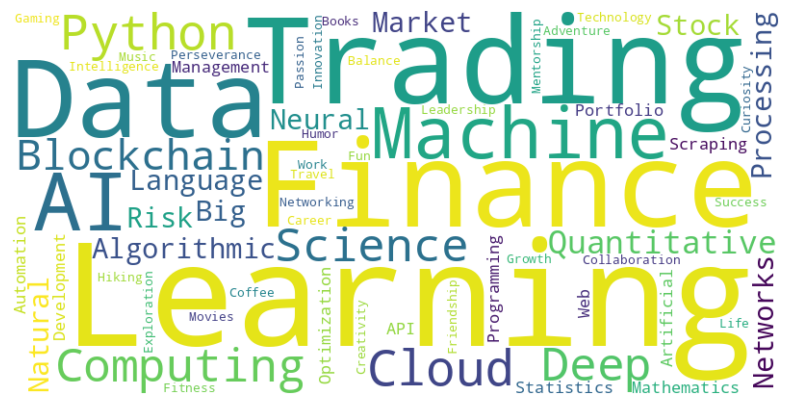 Gaming
Python
Music
Perseverance
Intelligence
Management
Passion
Innovation
Books
Market
Balance
Trading
Technology
Adventure
Mentorship
Stock
Curiosity
Processing
Data
Neural
Humor
Leadership
Machine
Portfolio
Scraping
Blockchain
Language
Work
Fun
Travel
Finance
AI
Risk
Big
Networking
Career
Success
Algorithmic
Science
Quantitative
Automation
Development
Natural
Hiking
Exploration
Coffee
Movies
Learning
Programming
Growth
Collaboration
Networks
Optimization
Creativity
API
Friendship
Web
Artificial
Life
Computing
Fitness
Cloud
Deep
Statistics
Mathematics